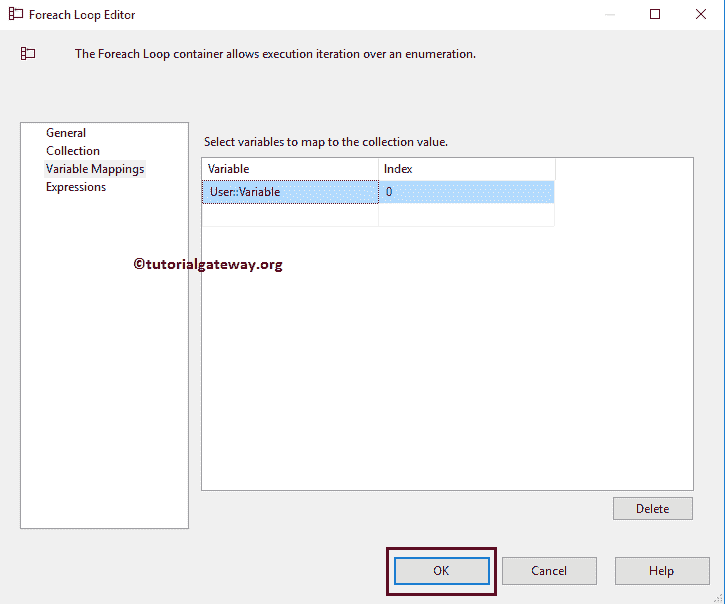 Foreach Loop Editor
The Foreach Loop container allows execution iteration over an enumeration.
General
Collection
Variable Mappings
Expressions
Select variables to map to the collection value.
Variable Index
User::Variable 0
©tutorialgateway.org
Delete
OK Cancel Help